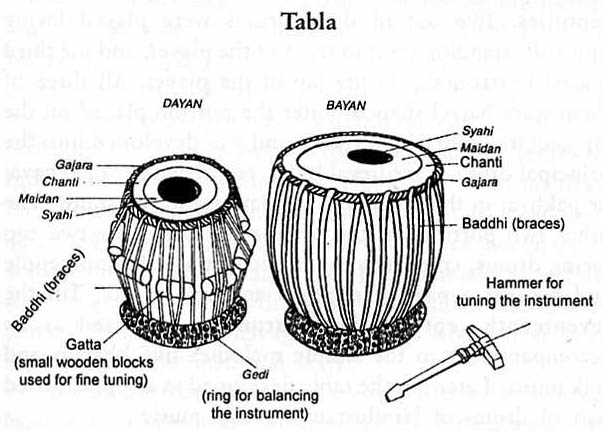 Tabla
DAYAN
BAYAN
Gajara
Chanti
Maidan
Syahi
Baddhi (braces)
Gatta
(small wooden blocks
used for fine tuning)
Gedi
(ring for balancing
the instrument)
Syahi
Maidan
Chanti
Gajara
Baddhi (braces)
Hammer for
tuning the instrument